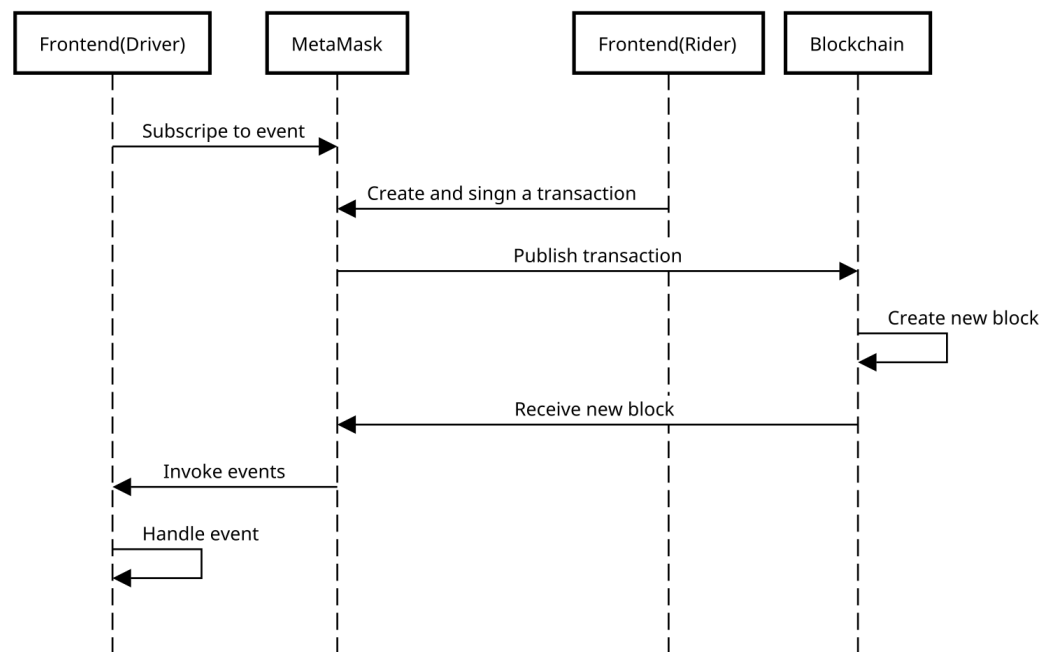 Frontend(Driver)
MetaMask
Frontend(Rider)
Blockchain
Subscripe to event
Create and singn a transaction
Publish transaction
Create new block
Receive new block
Invoke events
Handle event